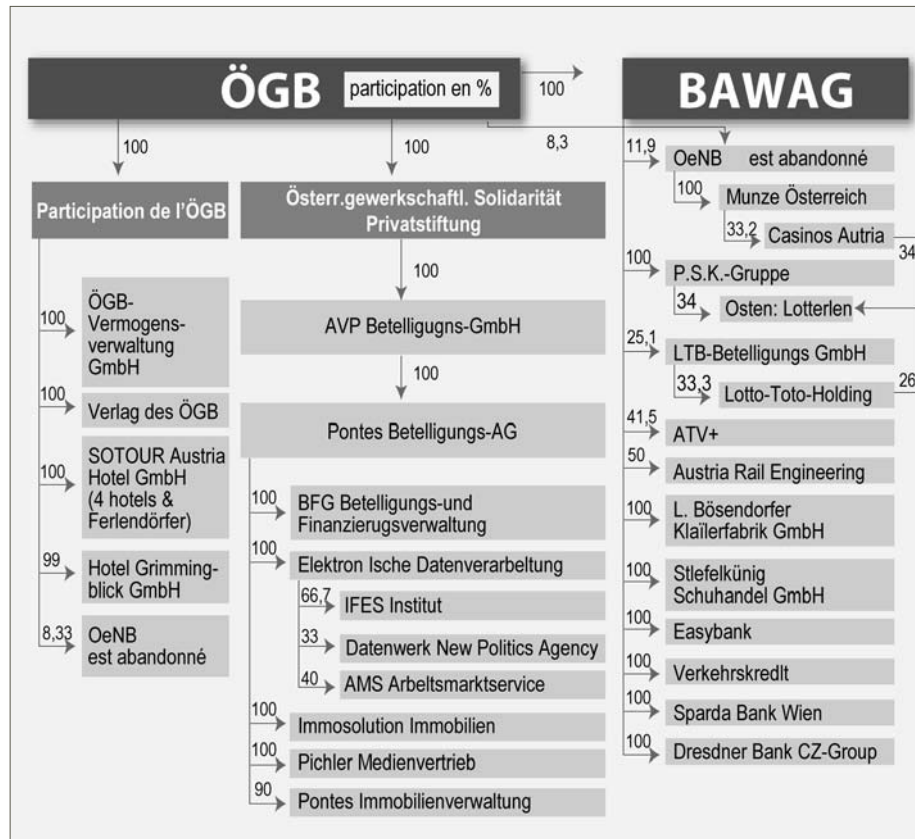 ÖGB
participation en %
100
BAWAG
100
100
8,3
Participation de l'ÖGB
100
ÖGB-
Vermogens-
verwaltung
GmbH
100
Verlag des ÖGB
100
SOTOUR Austria
Hotel GmbH
(4 hotels &
Ferlendörfer)
99
Hotel Grimming-
blick GmbH
8,33
OeNB
est abandonné
Österr.gewerkschaftl. Solidarität
Privatstiftung
100
AVP Betelligugns-GmbH
100
Pontes Betelligungs-AG
100
BFG Betelligungs-und
Finanzierugsverwaltung
100
Elektron Ische Datenverarbeltung
66,7
IFES Institut
33
Datenwerk New Politics Agency
40
AMS Arbeltsmarktservice
100
Immosolution Immobilien
100
Pichler Medienvertrieb
90
Pontes Immobilienverwaltung
11,9
OeNB est abandonné
100
Munze Österreich
33,2
Casinos Autria
34
100
P.S.K.-Gruppe
34
Osten: Lotterlen
25,1
LTB-Betelligungs GmbH
33,3
Lotto-Toto-Holding
26
41,5
ATV+
50
Austria Rail Engineering
100
L. Bösendorfer
Klaïlerfabrik GmbH
100
Stlefelkünig
Schuhandel GmbH
100
Easybank
100
Verkehrskredlt
100
Sparda Bank Wien
100
Dresdner Bank CZ-Group